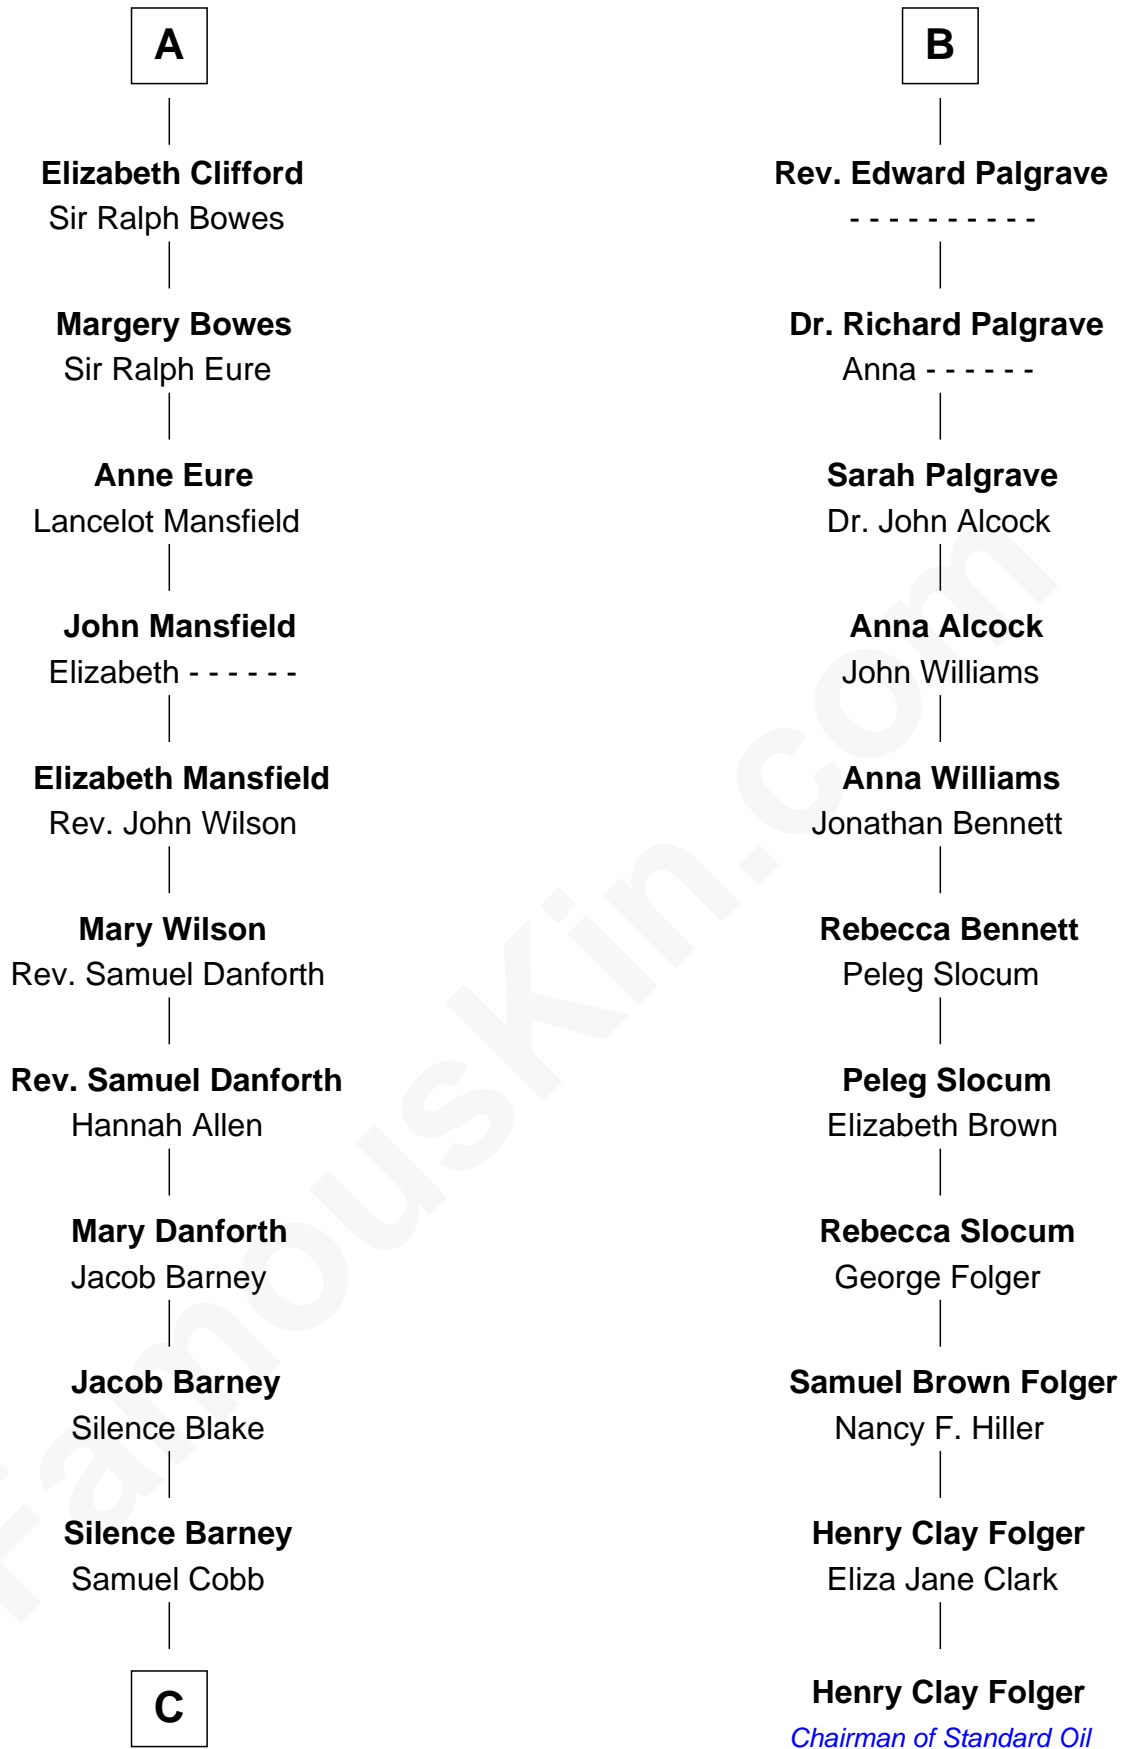 A
Elizabeth Clifford
Sir Ralph Bowes
Margery Bowes
Sir Ralph Eure
Anne Eure
Lancelot Mansfield
John Mansfield
Elizabeth - - - - - -
Elizabeth Mansfield
Rev. John Wilson
Mary Wilson
Rev. Samuel Danforth
Rev. Samuel Danforth
Hannah Allen
Mary Danforth
Jacob Barney
Jacob Barney
Silence Blake
Silence Barney
Samuel Cobb
C
B
Rev. Edward Palgrave
- - - - - - - - - -
Dr. Richard Palgrave
Anna - - - - - -
Sarah Palgrave
Dr. John Alcock
Anna Alcock
John Williams
Anna Williams
Jonathan Bennett
Rebecca Bennett
Peleg Slocum
Peleg Slocum
Elizabeth Brown
Rebecca Slocum
George Folger
Samuel Brown Folger
Nancy F. Hiller
Henry Clay Folger
Eliza Jane Clark
Henry Clay Folger
Chairman of Standard Oil
FamousKin.com